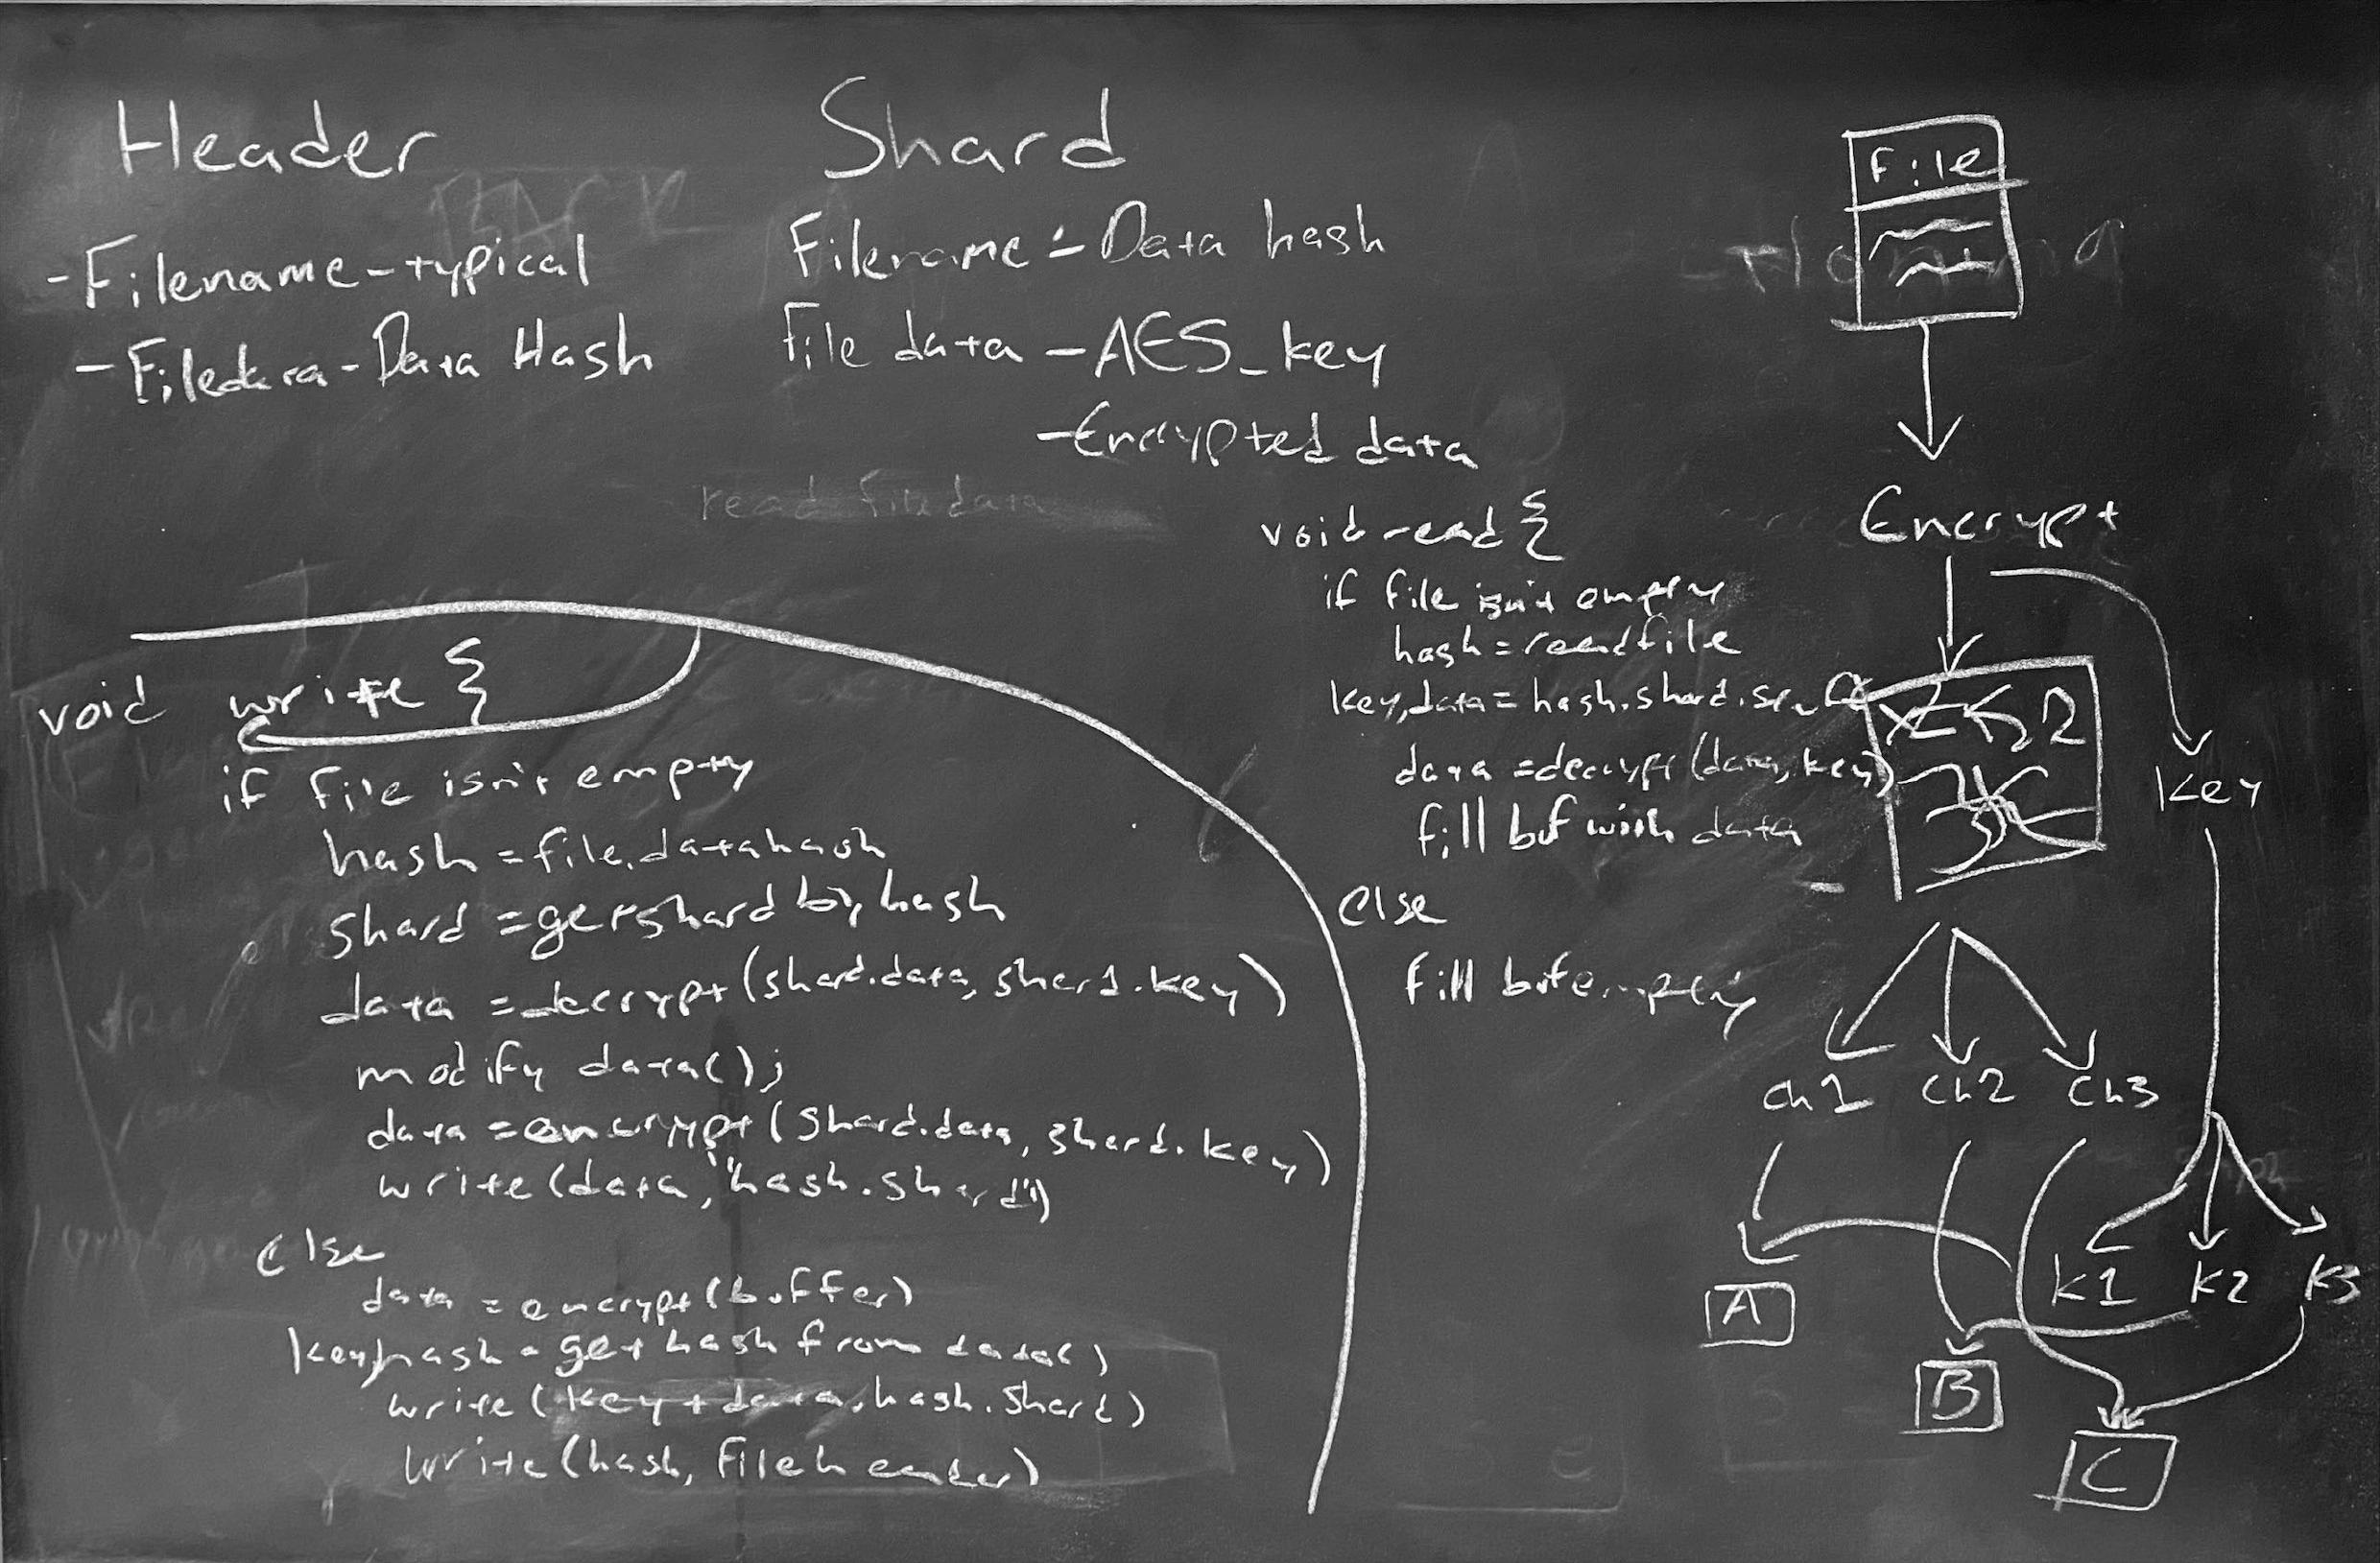 Header
-Filename-typical
-Filedata-Data Hash
Shard
Filename-Data hash
File data-AES_key
-Encrypted data
read file data
void write {
if file isn't empty
hash=file.datahash
shard=getshard by hash
data=decrypt(shard.data, shard.key)
modify data();
data=encrypt(shard.data, shard.key)
write(data,"hash.shard")
else
data=encrypt(buffer)
key,hash=get hash from data()
write(key+data, hash.shard)
write(hash, fileheader)
void read {
if file isn't empty
hash=readfile
key,data=hash.shard.
data=decrypt(data, key)
fill buf with data
else
fill buf empty
File
Encrypt
Key
ch1 ch2 ch3
k1 k2 k3
A
B
C